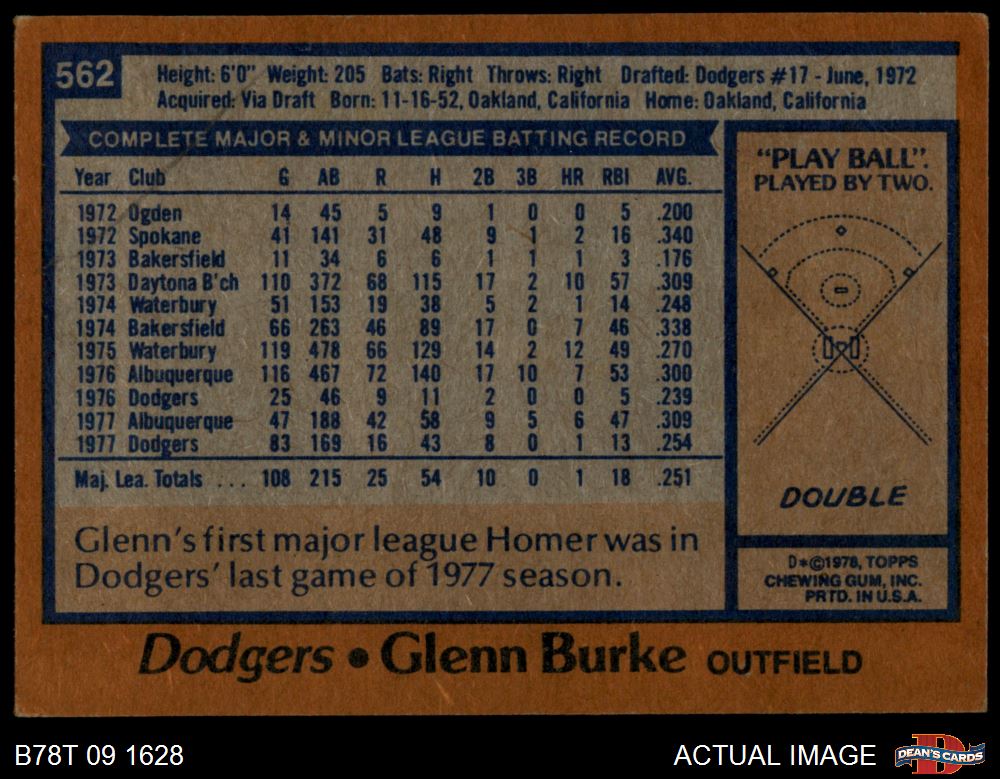 562
Height: 6'0" Weight: 205 Bats: Right Throws: Right Drafted: Dodgers #17 - June, 1972
Acquired: Via Draft Born: 11-16-52, Oakland, California Home: Oakland, California
COMPLETE MAJOR & MINOR LEAGUE BATTING RECORD
Year Club G AB R H 2B 3B HR RBI AVG.
1972 Ogden 14 45 5 9 1 0 0 5 .200
1972 Spokane 41 141 31 48 9 1 2 16 .340
1973 Bakersfield 11 34 6 6 1 1 1 3 .176
1973 Daytona B'ch 110 372 68 115 17 2 10 57 .309
1974 Waterbury 51 153 19 38 5 2 1 14 .248
1974 Bakersfield 66 263 46 89 17 0 7 46 .338
1975 Waterbury 119 478 66 129 14 2 12 49 .270
1976 Albuquerque 116 467 72 140 17 10 7 53 .300
1976 Dodgers 25 46 9 11 2 0 0 5 .239
1977 Albuquerque 47 188 42 58 9 5 6 47 .309
1977 Dodgers 83 169 16 43 8 0 1 13 .254
Maj. Lea. Totals ... 108 215 25 54 10 0 1 18 .251
Glenn's first major league Homer was in
Dodgers' last game of 1977 season.
"PLAY BALL".
PLAYED BY TWO.
DOUBLE
D*©1978, TOPPS
CHEWING GUM, INC.
PRTD. IN U.S.A.
Dodgers • Glenn Burke OUTFIELD
B78T 09 1628
ACTUAL IMAGE
DEAN'S CARDS